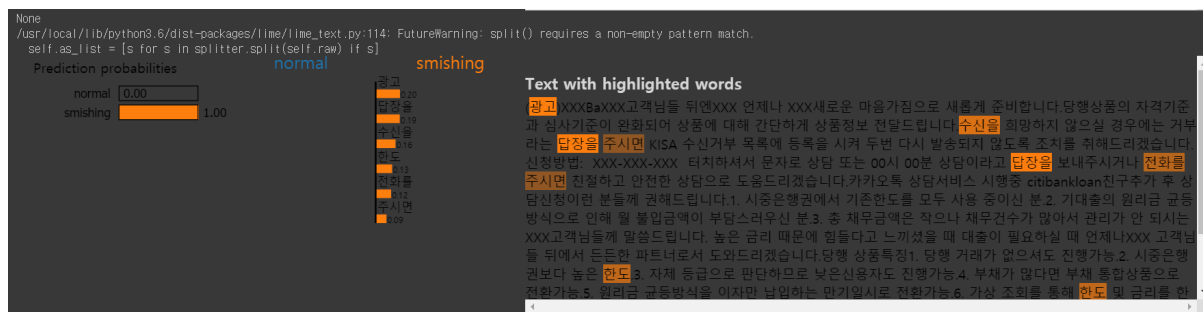 None
/usr/local/lib/python3.6/dist-packages/lime/lime_text.py:114: FutureWarning: split() requires a non-empty pattern match.
self.as_list = [s for s in splitter.split(self.raw) if s]
Prediction probabilities
normal 0.00
smishing 1.00
normal smishing
광고
0.20
답장을
0.19
수신을
0.16
한도
0.13
전화를
0.12
주시면
0.09
Text with highlighted words
(광고)XXXBaXXX고객님들 뒤엔XXX 언제나 XXX새로운 마음가짐으로 새롭게 준비합니다.당행상품의 자격기준
과 심사기준이 완화되어 상품에 대해 간단하게 상품정보 전달드립니다.수신을 희망하지 않으실 경우에는 거부
라는 답장을 주시면 KISA 수신거부 목록에 등록을 시켜 두번 다시 발송되지 않도록 조치를 취해드리겠습니다.
신청방법: XXX-XXX-XXX 터치하셔서 문자로 상담 또는 00시 00분 상담이라고 답장을 보내주시거나 전화를
주시면 친절하고 안전한 상담으로 도움드리겠습니다.카카오톡 상담서비스 시행중 citibankloan친구추가 후 상
담신청이런 분들께 권해드립니다.1. 시중은행권에서 기존한도를 모두 사용 중이신 분.2. 기대출의 원리금 균등
방식으로 인해 월 불입금액이 부담스러우신 분.3. 총 채무금액은 작으나 채무건수가 많아서 관리가 안 되시는
XXX고객님들께 말씀드립니다. 높은 금리 때문에 힘들다고 느끼셨을 때 대출이 필요하실 때 언제나XXX 고객님
들 뒤에서 든든한 파트너로서 도와드리겠습니다.당행 상품특징1. 당행 거래가 없으셔도 진행가능.2. 시중은행
권보다 높은 한도.3. 자체 등급으로 판단하므로 낮은신용자도 진행가능.4. 부채가 많다면 부채 통합상품으로
전환가능.5. 원리금 균등방식을 이자만 납입하는 만기일시로 전환가능.6. 가상 조회를 통해 한도 및 금리를 한